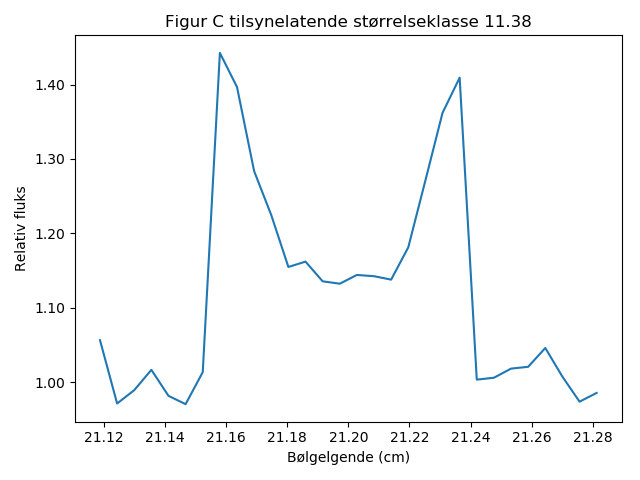 Figur C tilsynelatende størrelseklasse 11.38
1.40
1.30
1.20
1.10
1.00
Relativ fluks
21.12 21.14 21.16 21.18 21.20 21.22 21.24 21.26 21.28
Bølgelgende (cm)